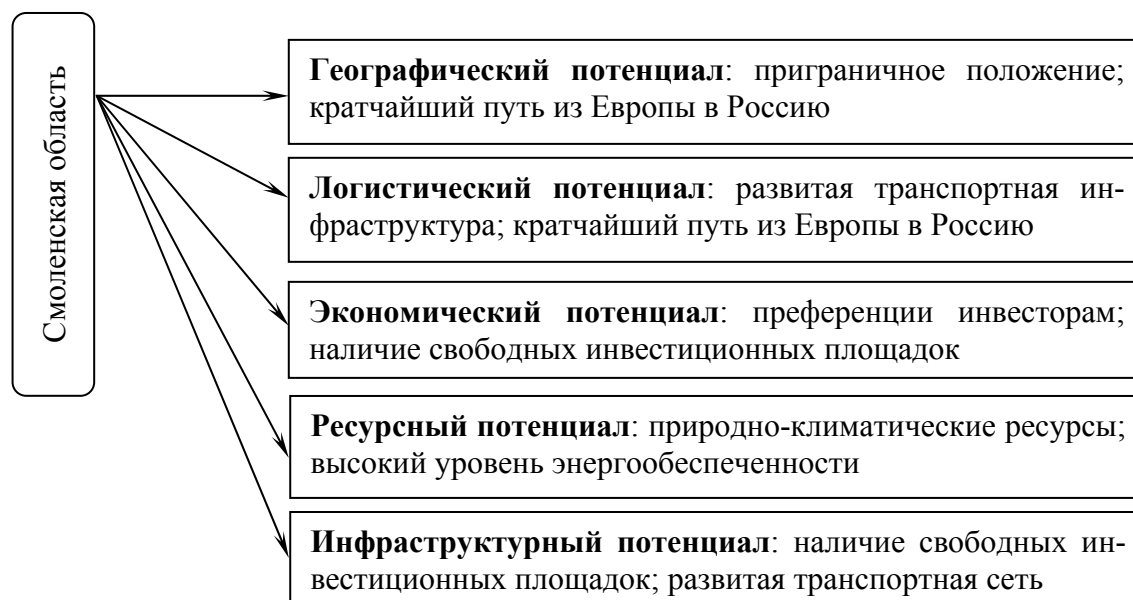 Смоленская область
Географический потенциал: приграничное положение;
кратчайший путь из Европы в Россию
Логистический потенциал: развитая транспортная ин-
фраструктура; кратчайший путь из Европы в Россию
Экономический потенциал: преференции инвесторам;
наличие свободных инвестиционных площадок
Ресурсный потенциал: природно-климатические ресурсы;
высокий уровень энергообеспеченности
Инфраструктурный потенциал: наличие свободных ин-
вестиционных площадок; развитая транспортная сеть